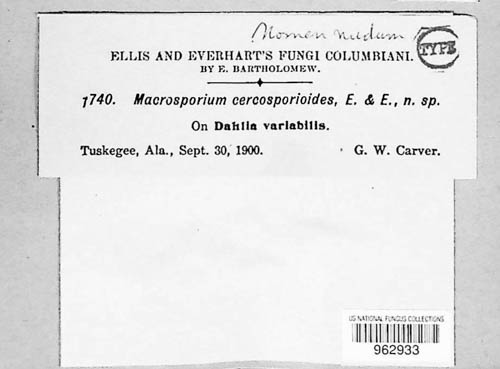 Nomen nudum
TYPE
ELLIS AND EVERHART'S FUNGI COLUMBIANI.
BY E. BARTHOLOMEW.
1740. Macrosporium cercosporioides, E. & E., n. sp.
On Dahlia variabilis.
Tuskegee, Ala., Sept. 30, 1900. G. W. Carver.
US NATIONAL FUNGUS COLLECTIONS
962933